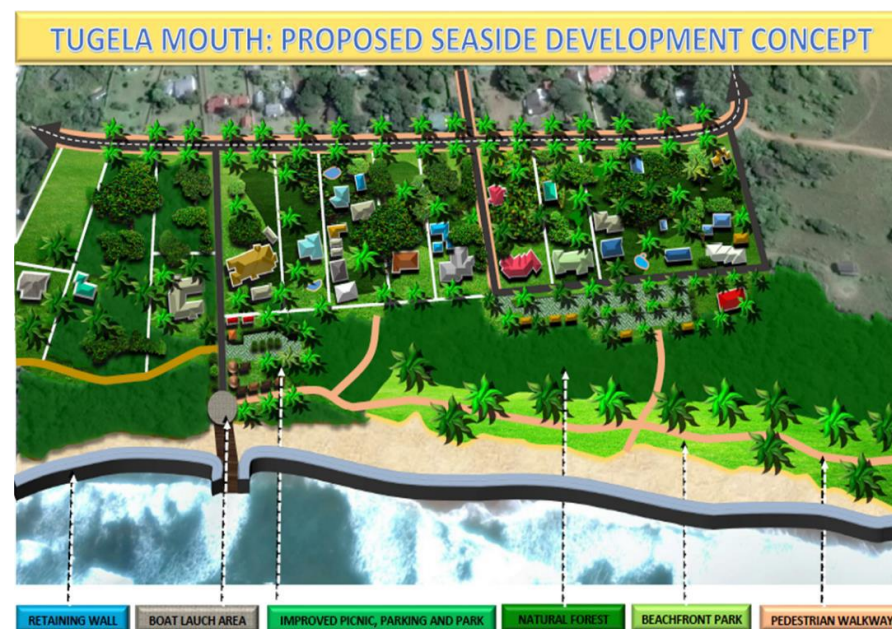 TUGELA MOUTH: PROPOSED SEASIDE DEVELOPMENT CONCEPT
RETAINING WALL
BOAT LAUCH AREA
IMPROVED PICNIC, PARKING AND PARK
NATURAL FOREST
BEACHFRONT PARK
PEDESTRIAN WALKWAY